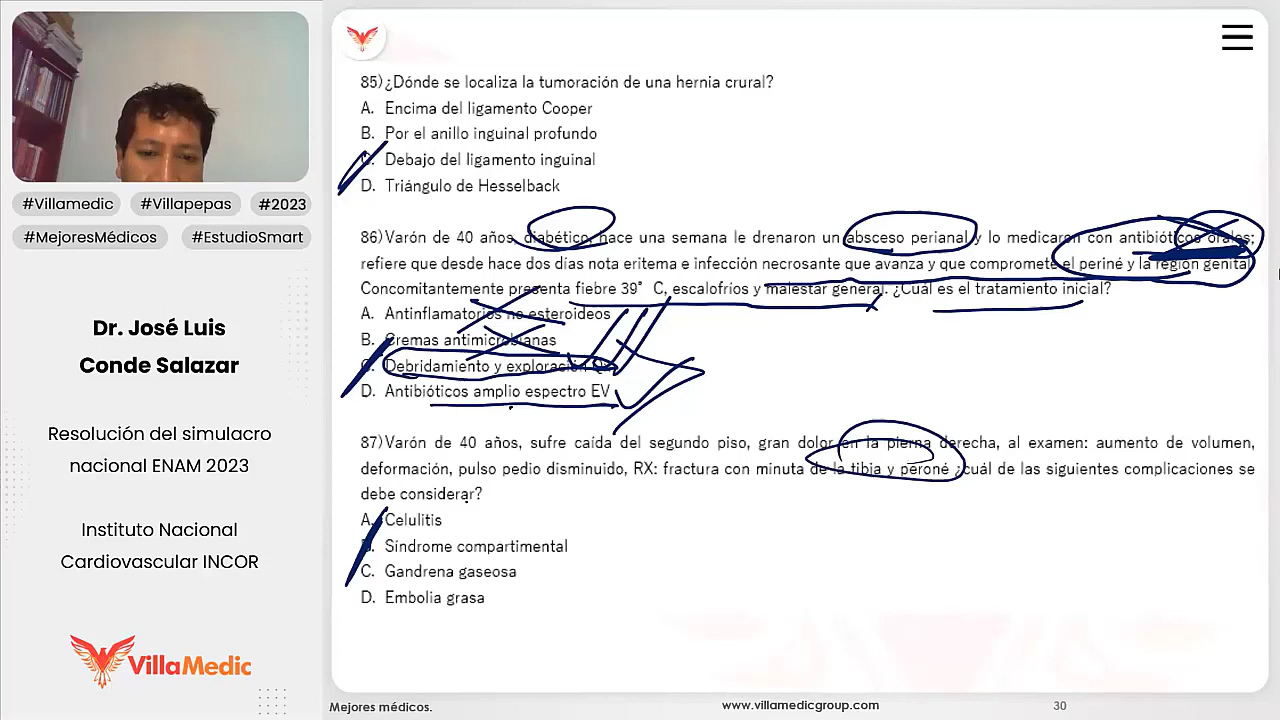 #Villamedic
#Villapepas
#2023
#MejoresMédicos
#EstudioSmart
Dr. José Luis
Conde Salazar
Resolución del simulacro
nacional ENAM 2023
Instituto Nacional
Cardiovascular INCOR
VillaMedic
85)¿Dónde se localiza la tumoración de una hernia crural?
A. Encima del ligamento Cooper
B. Por el anillo inguinal profundo
C. Debajo del ligamento inguinal
D. Triángulo de Hesselback
86)Varón de 40 años, diabético, hace una semana le drenaron un absceso perianal y lo medicaron con antibióticos orales;
refiere que desde hace dos días nota eritema e infección necrosante que avanza y que compromete el periné y la región genital.
Concomitantemente presenta fiebre 39° C, escalofríos y malestar general. ¿Cuál es el tratamiento inicial?
A. Antinflamatorios no esteroideos
B. Cremas antimicrobianas
C. Debridamiento y exploración
D. Antibióticos amplio espectro EV
87)Varón de 40 años, sufre caída del segundo piso, gran dolor en la pierna derecha, al examen: aumento de volumen,
deformación, pulso pedio disminuido, RX: fractura con minuta de la tibia y peroné ¿cuál de las siguientes complicaciones se
debe considerar?
A. Celulitis
B. Síndrome compartimental
C. Gandrena gaseosa
D. Embolia grasa
Mejores médicos.
www.villamedicgroup.com
30